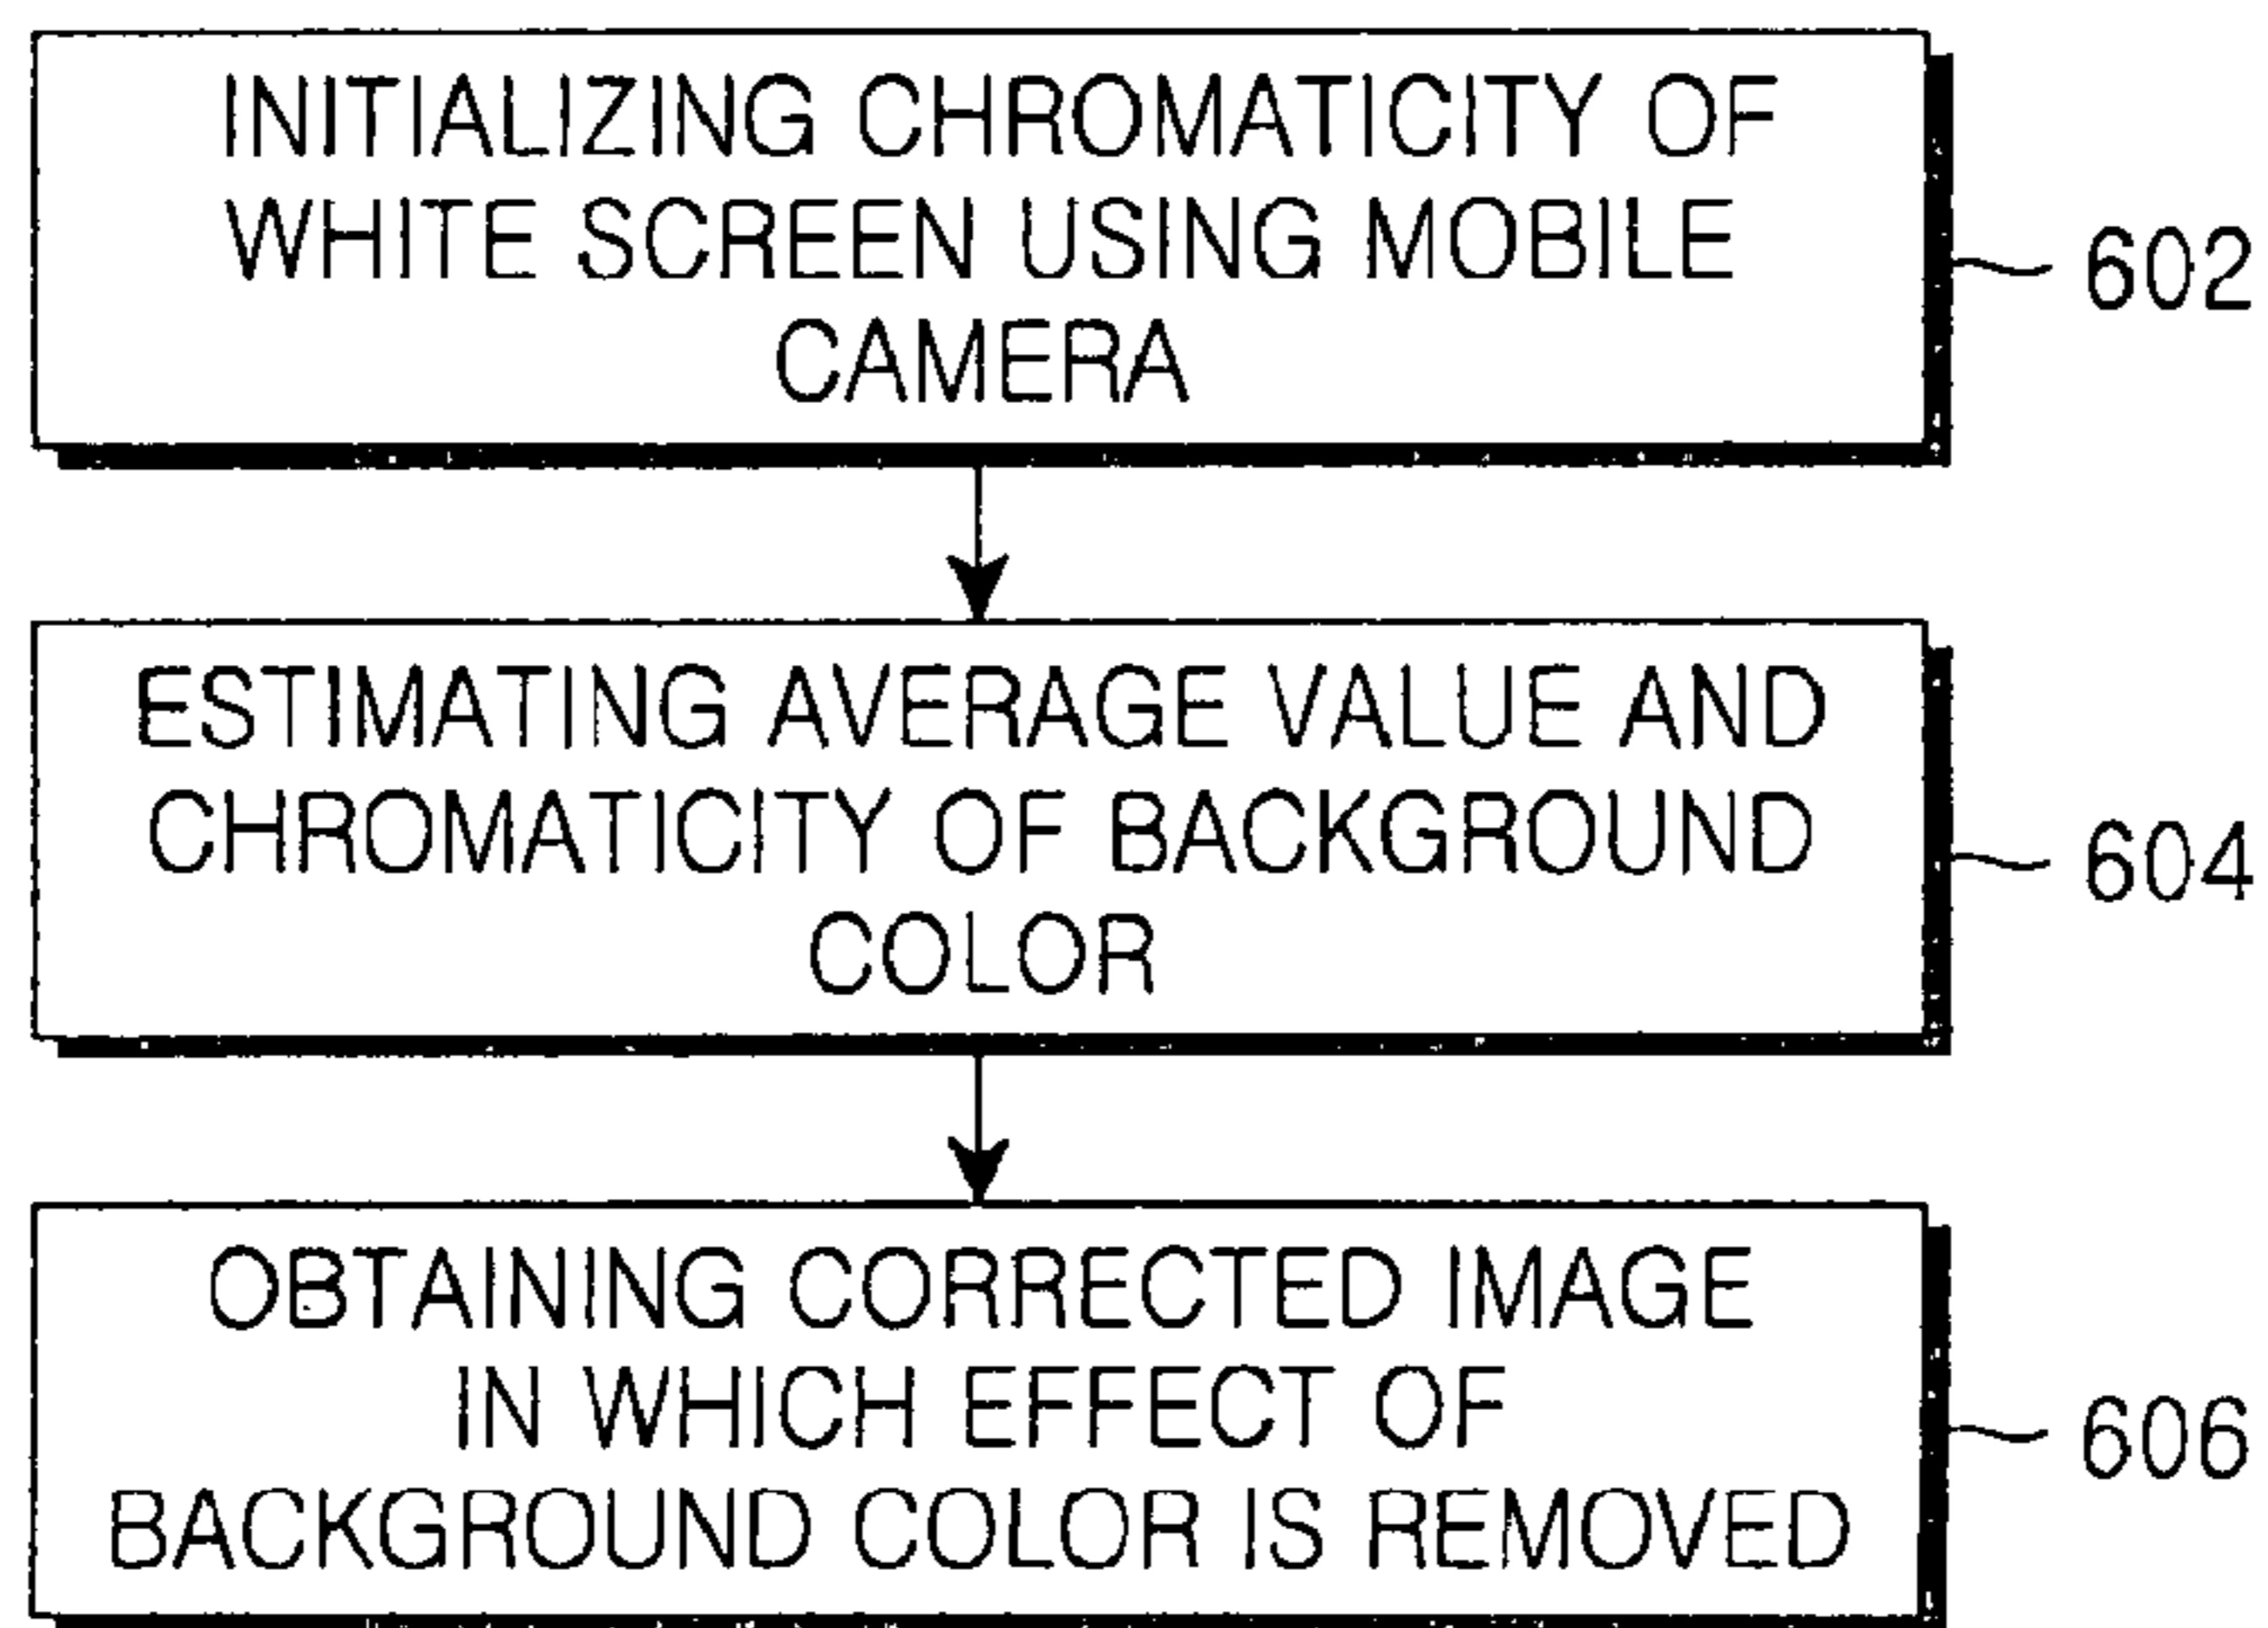 INITIALIZING CHROMATICITY OF
WHITE SCREEN USING MOBILE
CAMERA
602
ESTIMATING AVERAGE VALUE AND
CHROMATICITY OF BACKGROUND
COLOR
604
OBTAINING CORRECTED IMAGE
IN WHICH EFFECT OF
BACKGROUND COLOR IS REMOVED
606